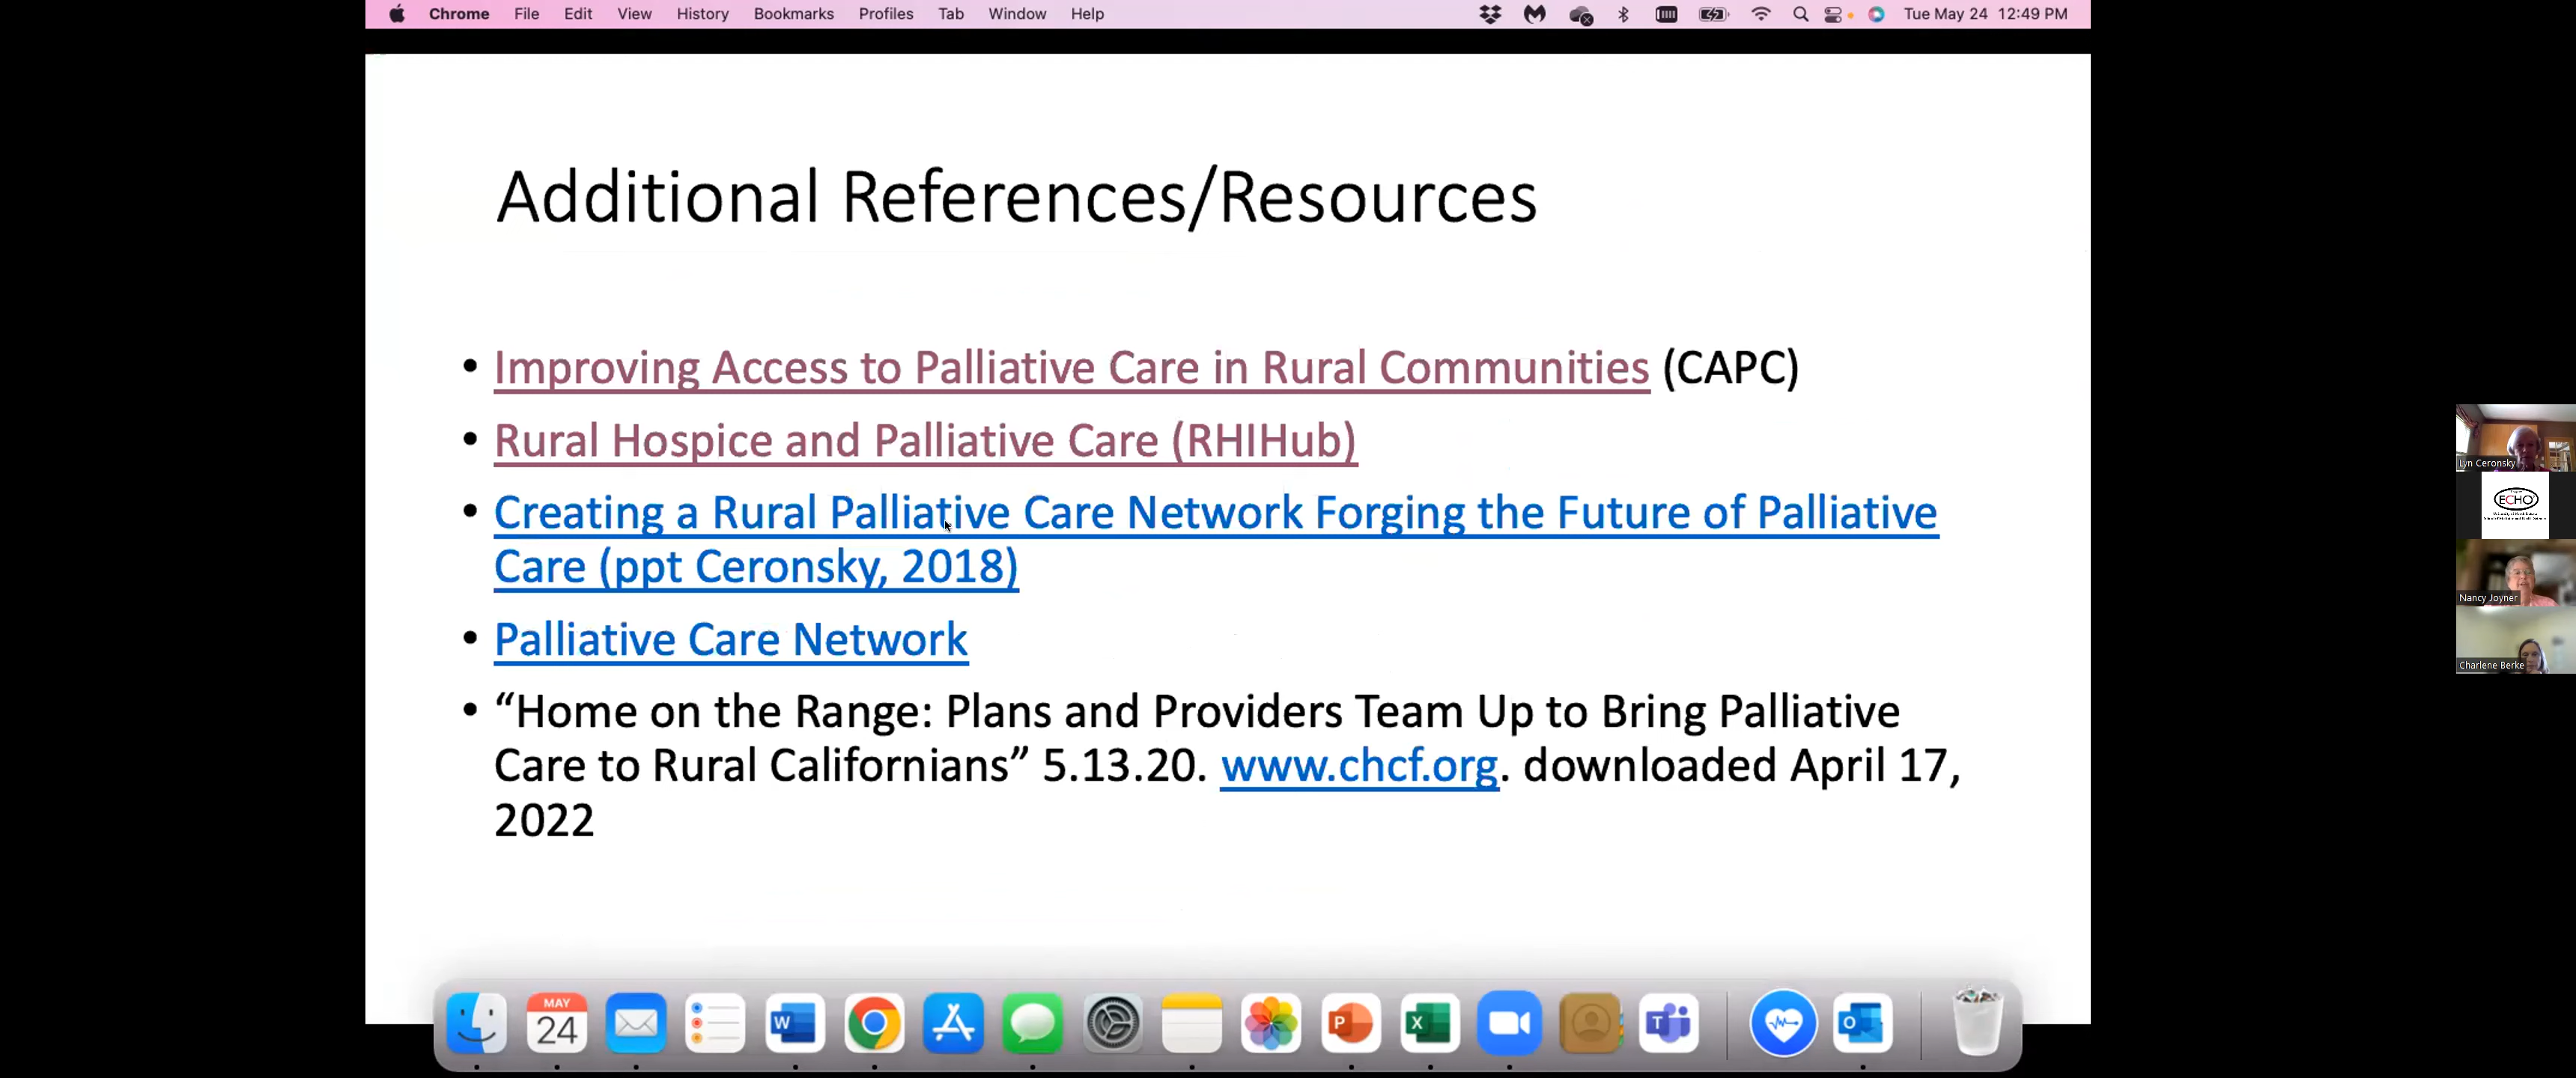 Chrome File Edit View History Bookmarks Profiles Tab Window Help Tue May 24 12:49 PM
Additional References/Resources
• Improving Access to Palliative Care in Rural Communities (CAPC)
• Rural Hospice and Palliative Care (RHIHub)
• Creating a Rural Palliative Care Network Forging the Future of Palliative
Care (ppt Ceronsky, 2018)
• Palliative Care Network
• “Home on the Range: Plans and Providers Team Up to Bring Palliative
Care to Rural Californians” 5.13.20. www.chcf.org. downloaded April 17,
2022
Lyn Ceronsky
ECHO
Nancy Joyner
Charlene Berke
MAY
24
W
P
X
T
O